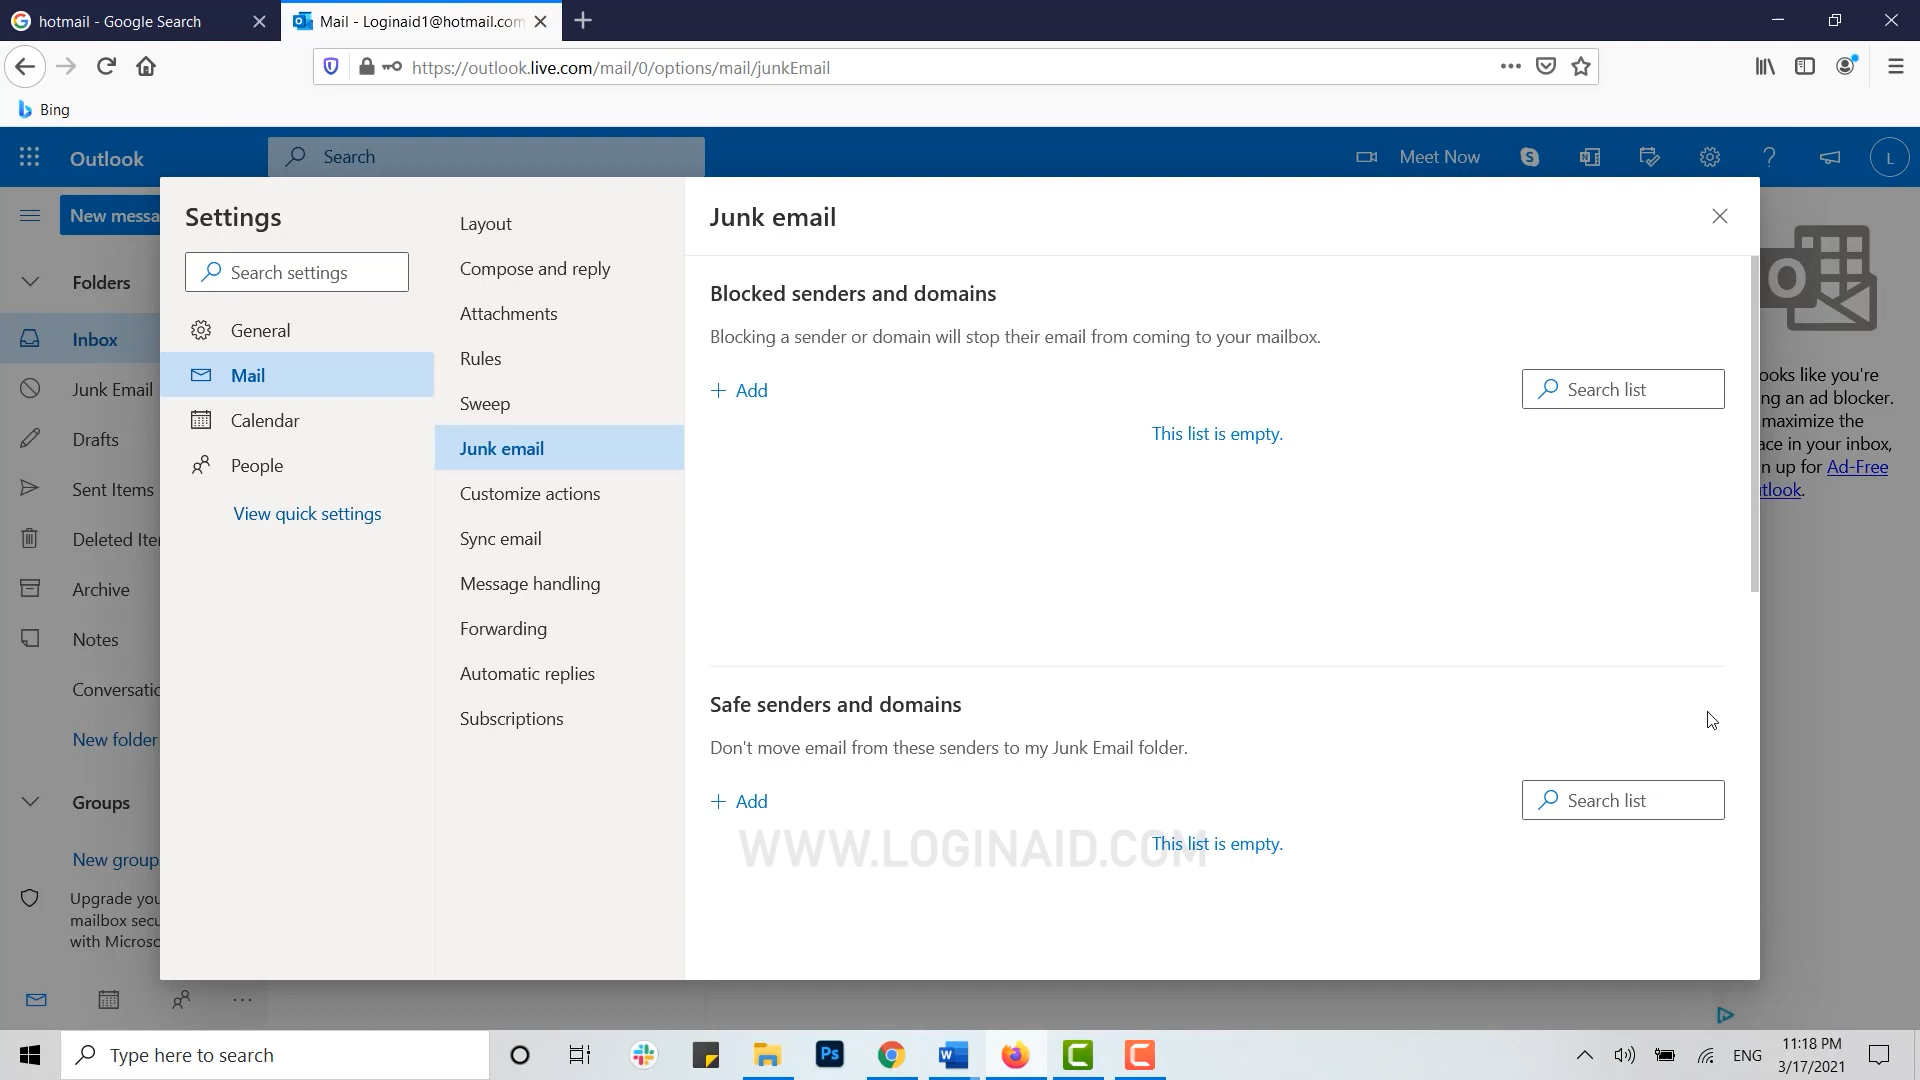 hotmail - Google Search
Mail - Loginaid1@hotmail.com
https://outlook.live.com/mail/0/options/mail/junkEmail
Bing
Outlook
Search
Meet Now
L
New messa
Folders
Inbox
Junk Email
Drafts
Sent Items
Deleted Ite
Archive
Notes
Conversatio
New folder
Groups
New group
Upgrade you
mailbox secu
with Microso
Settings
Search settings
General
Mail
Calendar
People
View quick settings
Layout
Compose and reply
Attachments
Rules
Sweep
Junk email
Customize actions
Sync email
Message handling
Forwarding
Automatic replies
Subscriptions
Junk email
Blocked senders and domains
Blocking a sender or domain will stop their email from coming to your mailbox.
Add
Search list
This list is empty.
Safe senders and domains
Don't move email from these senders to my Junk Email folder.
Add
Search list
This list is empty.
WWW.LOGINAID.COM
ooks like you're
ng an ad blocker.
maximize the
ace in your inbox,
n up for Ad-Free
utlook.
Type here to search
Ps
ENG
11:18 PM
3/17/2021